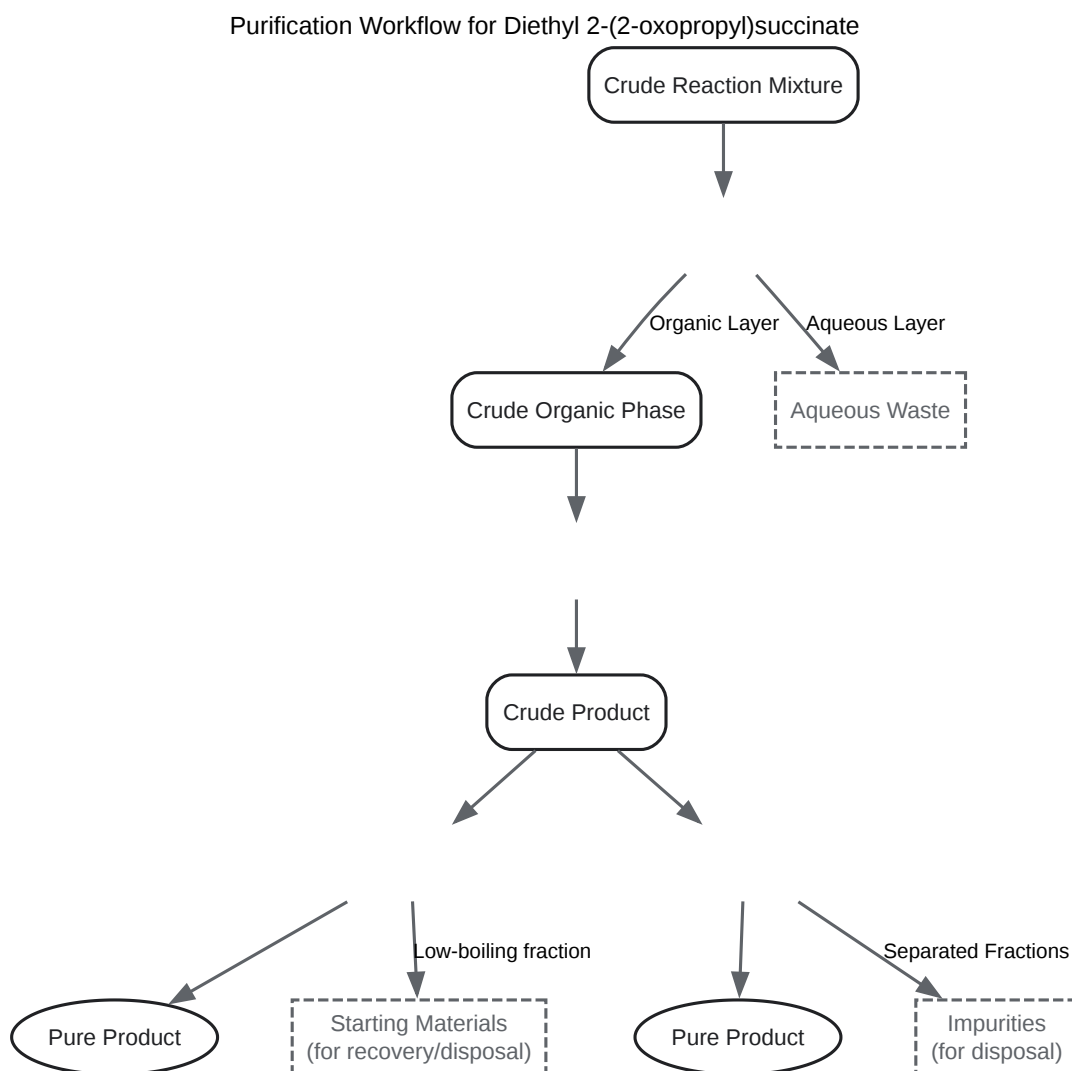 Purification Workflow for Diethyl 2-(2-oxopropyl)succinate
Crude Reaction Mixture
Organic Layer
Aqueous Layer
Crude Organic Phase
Aqueous Waste
Crude Product
Low-boiling fraction
Separated Fractions
Pure Product
Starting Materials
(for recovery/disposal)
Pure Product
Impurities
(for disposal)